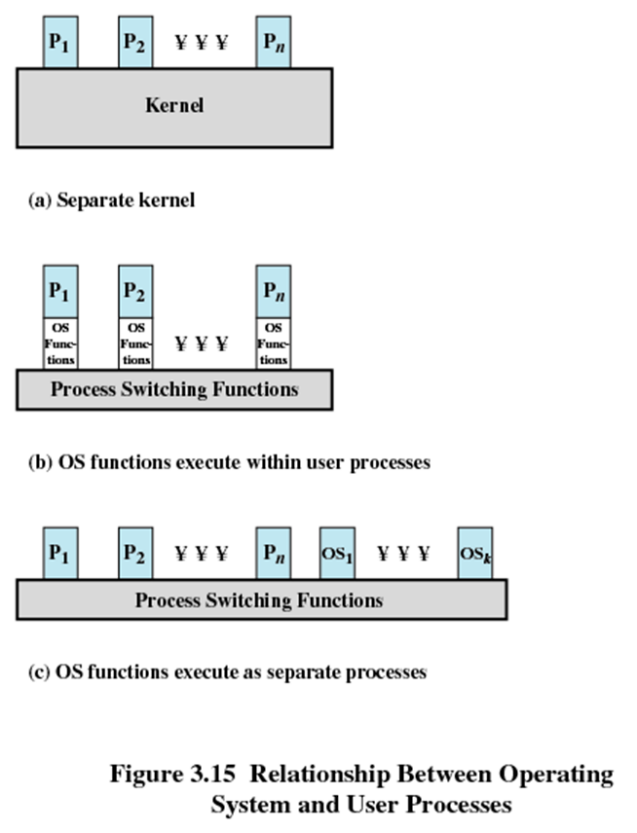 P1 P2 ¥ ¥ ¥ Pn
Kernel
(a) Separate kernel
P1 P2 Pn
OS OS OS
Func- Func- ¥ ¥ ¥ Func-
tions tions tions
Process Switching Functions
(b) OS functions execute within user processes
P1 P2 ¥ ¥ ¥ Pn OS1 ¥ ¥ ¥ OSk
Process Switching Functions
(c) OS functions execute as separate processes
Figure 3.15 Relationship Between Operating
System and User Processes